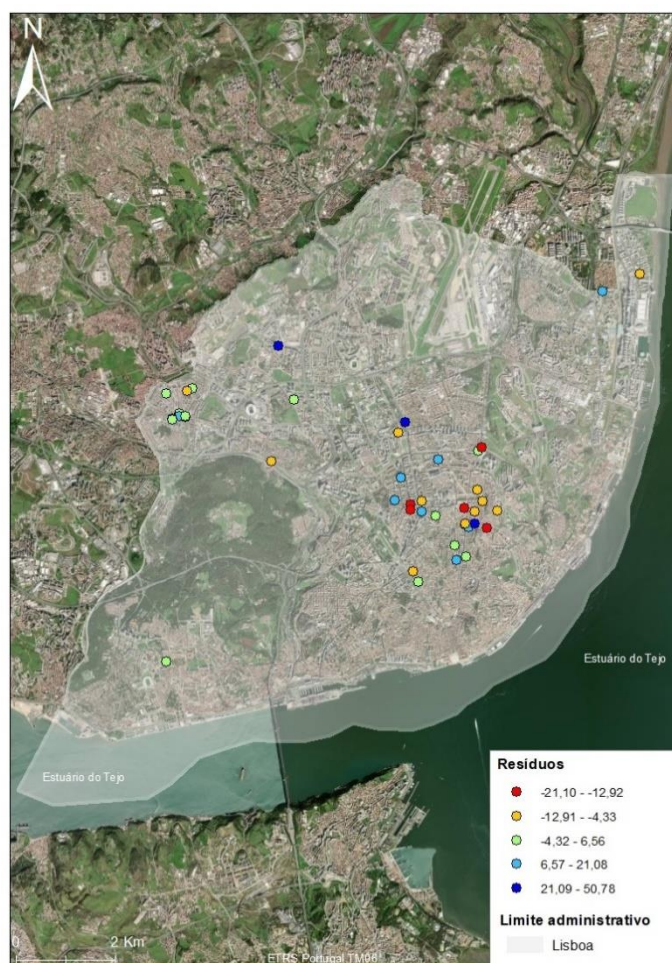 N
Estuário do Tejo
Estuário do Tejo
Resíduos
-21,10 - -12,92
-12,91 - -4,33
-4,32 - 6,56
6,57 - 21,08
21,09 - 50,78
Limite administrativo
Lisboa
0 2 Km
ETRS Portugal TM06